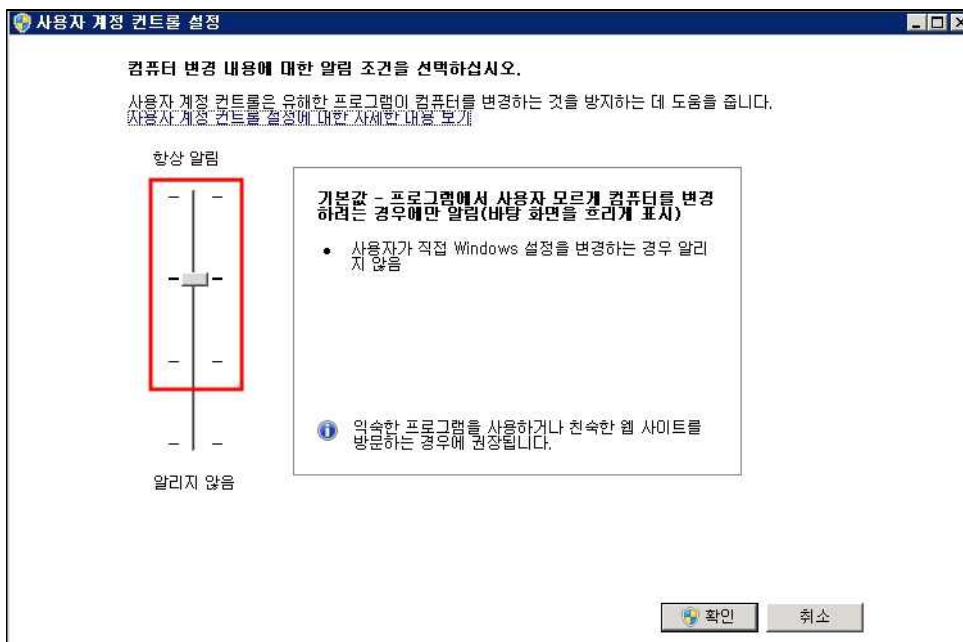 사용자 계정 컨트롤 설정
컴퓨터 변경 내용에 대한 알림 조건을 선택하십시오.
사용자 계정 컨트롤은 유해한 프로그램이 컴퓨터를 변경하는 것을 방지하는 데 도움을 줍니다.
사용자 계정 컨트롤 설정에 대한 자세한 내용 보기
항상 알림
기본값 - 프로그램에서 사용자 모르게 컴퓨터를 변경
하려는 경우에만 알림(바탕 화면을 흐리게 표시)
• 사용자가 직접 Windows 설정을 변경하는 경우 알리
지 않음
익숙한 프로그램을 사용하거나 친숙한 웹 사이트를
방문하는 경우에 권장됩니다.
알리지 않음
확인
취소